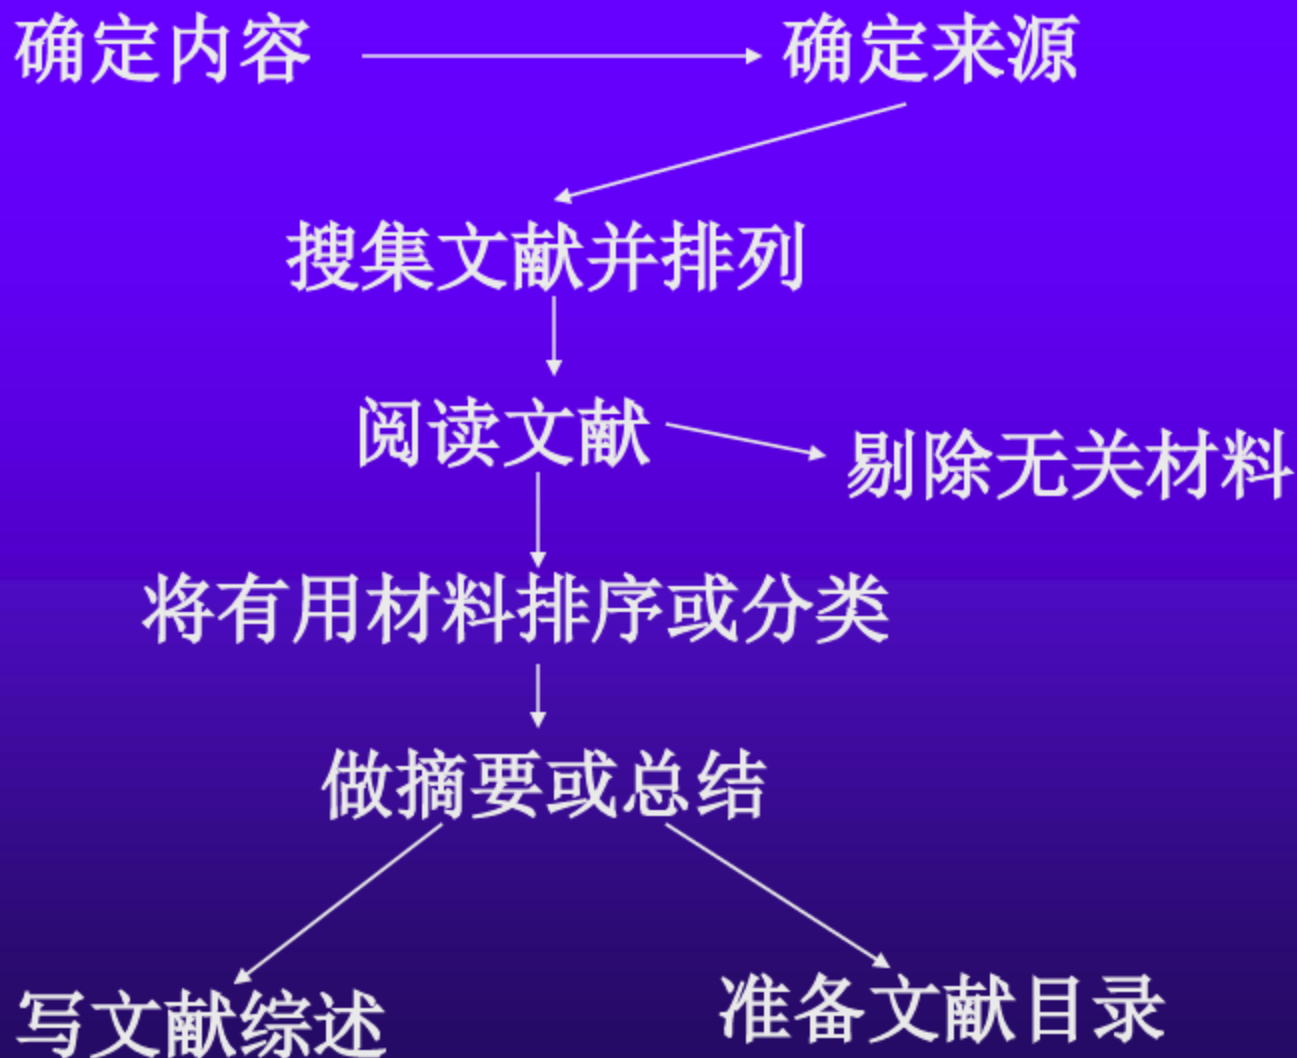 确定内容
确定来源
搜集文献并排列
阅读文献
剔除无关材料
将有用材料排序或分类
做摘要或总结
写文献综述
准备文献目录